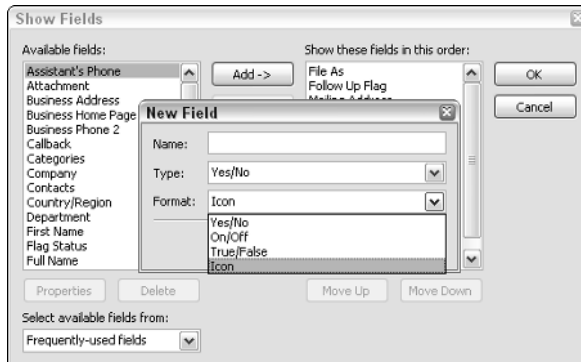 Show Fields
Available fields:
Show these fields in this order:
Assistant's Phone
Attachment
Business Address
Business Home Page
Business Phone 2
Callback
Categories
Company
Contacts
Country/Region
Department
First Name
Flag Status
Full Name
Add ->
File As
Follow Up Flag
Mailing Address
OK
Cancel
New Field
Name:
Type: Yes/No
Format: Icon
Yes/No
On/Off
True/False
Icon
Properties
Delete
Move Up
Move Down
Select available fields from:
Frequently-used fields